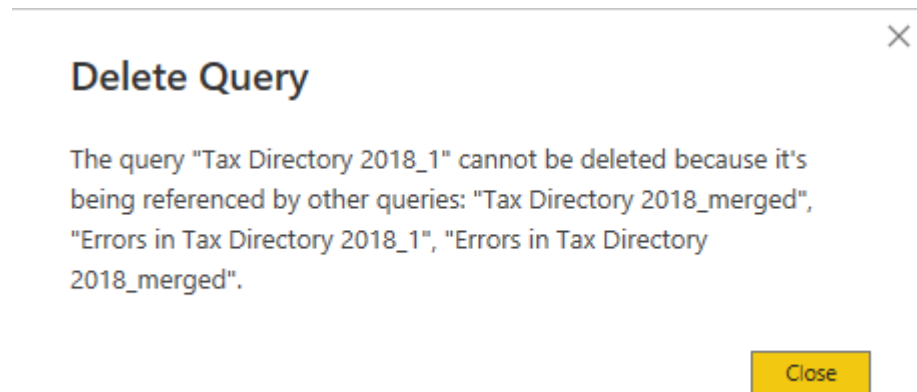 Delete Query
The query "Tax Directory 2018_1" cannot be deleted because it's
being referenced by other queries: "Tax Directory 2018_merged",
"Errors in Tax Directory 2018_1", "Errors in Tax Directory
2018_merged".
Close